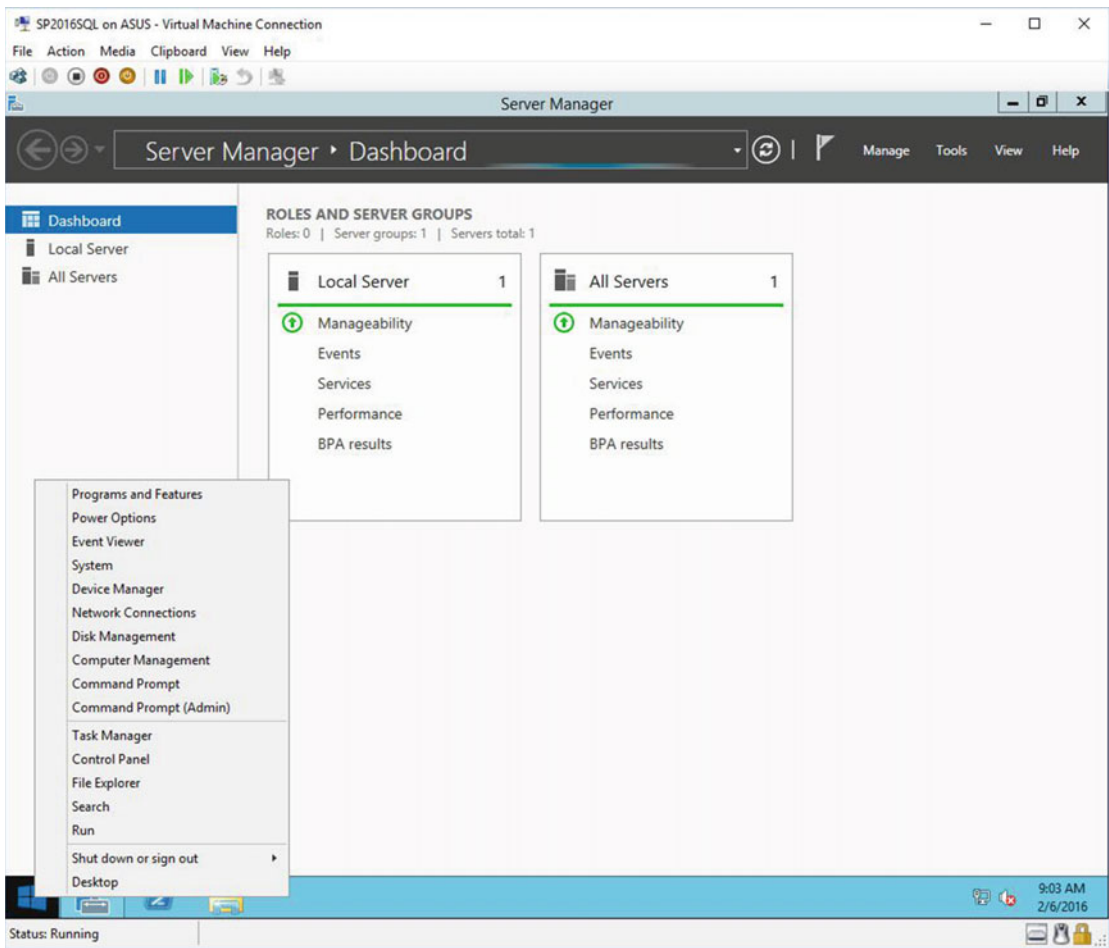 SP2016SQL on ASUS - Virtual Machine Connection
File Action Media Clipboard View Help
Server Manager
Server Manager ‣ Dashboard
Manage Tools View Help
Dashboard
Local Server
All Servers
ROLES AND SERVER GROUPS
Roles: 0 | Server groups: 1 | Servers total: 1
Local Server 1
Manageability
Events
Services
Performance
BPA results
All Servers 1
Manageability
Events
Services
Performance
BPA results
Programs and Features
Power Options
Event Viewer
System
Device Manager
Network Connections
Disk Management
Computer Management
Command Prompt
Command Prompt (Admin)
Task Manager
Control Panel
File Explorer
Search
Run
Shut down or sign out
Desktop
9:03 AM
2/6/2016
Status: Running